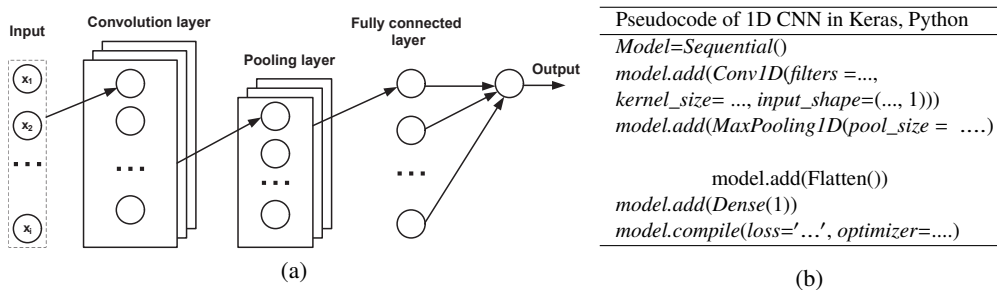 Input
Convolution layer
Pooling layer
Fully connected
layer
Output
x1
x2
...
xi
...
...
...
(a)
Pseudocode of 1D CNN in Keras, Python
Model=Sequential()
model.add(Conv1D(filters =...,
kernel_size= ..., input_shape=(..., 1)))
model.add(MaxPooling1D(pool_size = ....)
model.add(Flatten())
model.add(Dense(1))
model.compile(loss='...', optimizer=....)
(b)